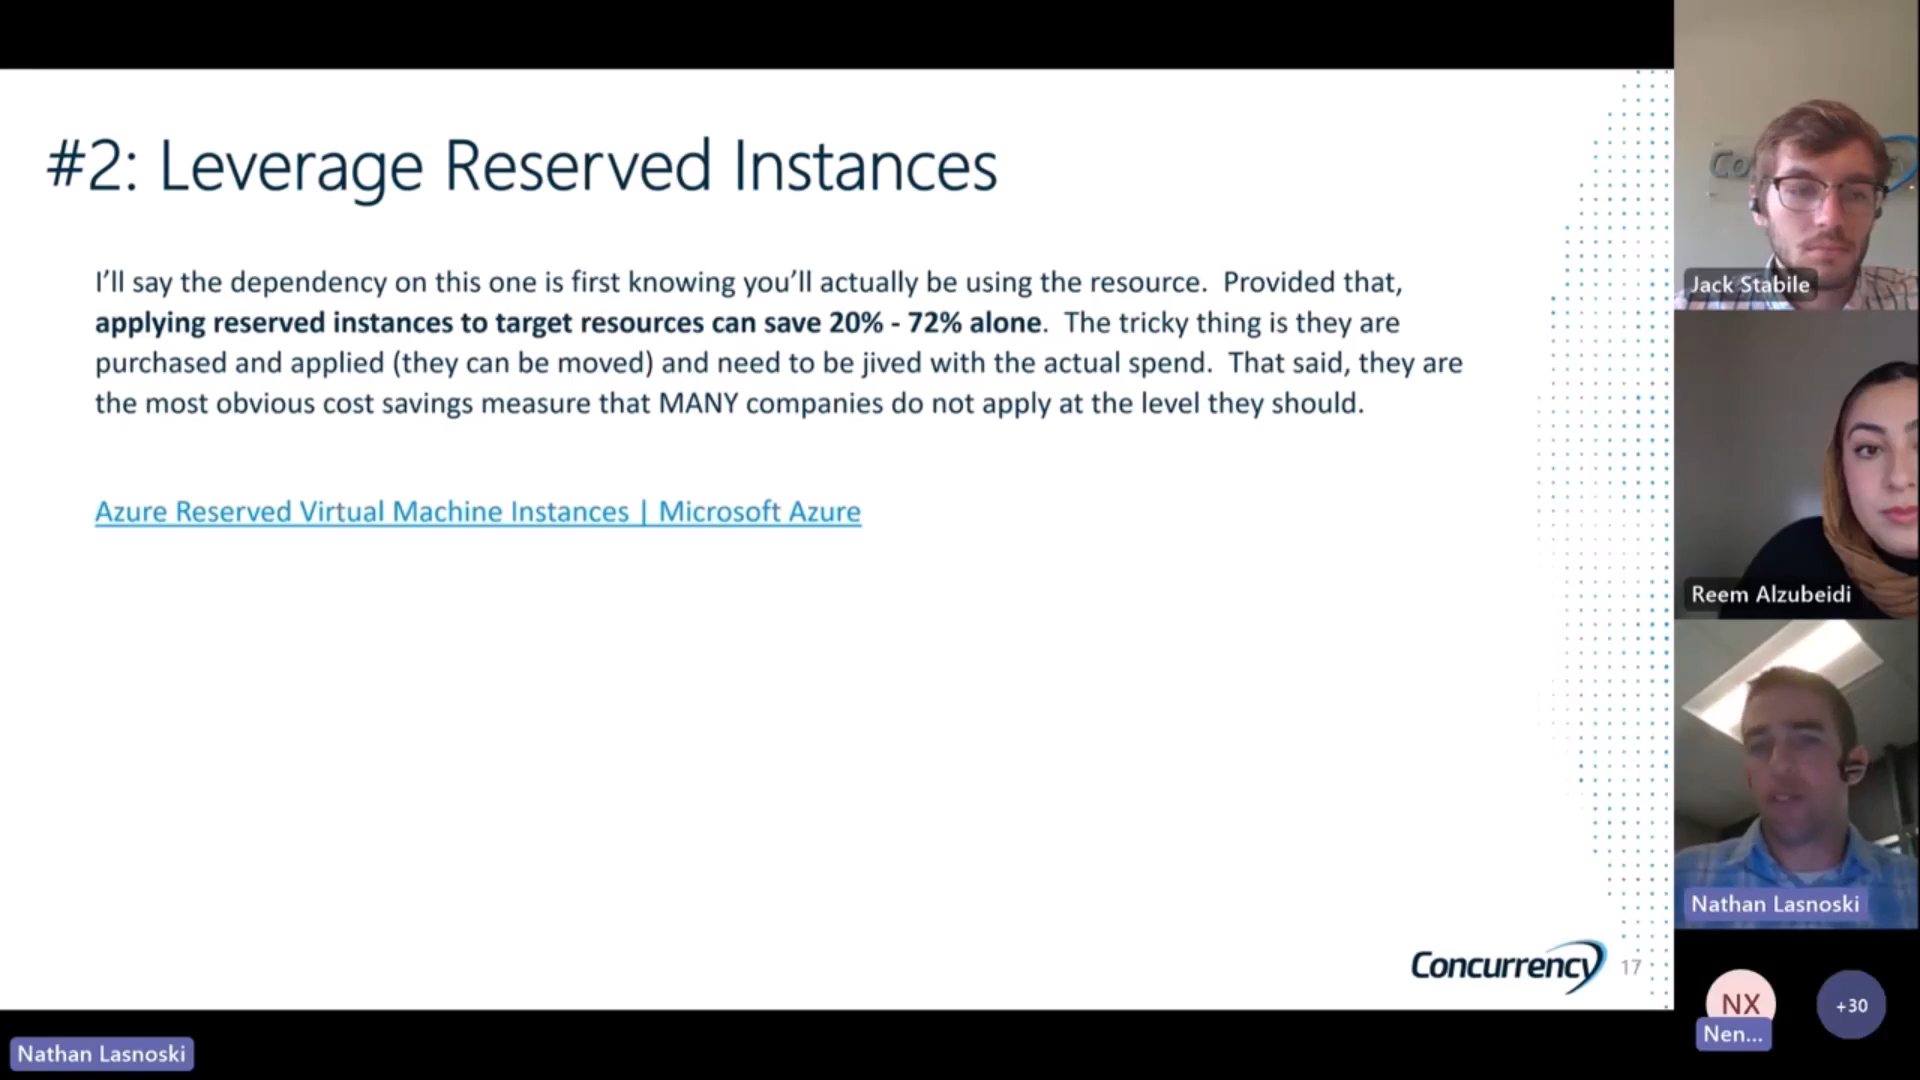 #2: Leverage Reserved Instances
I’ll say the dependency on this one is first knowing you’ll actually be using the resource.  Provided that,
applying reserved instances to target resources can save 20% - 72% alone.  The tricky thing is they are
purchased and applied (they can be moved) and need to be jived with the actual spend.  That said, they are
the most obvious cost savings measure that MANY companies do not apply at the level they should.
Azure Reserved Virtual Machine Instances | Microsoft Azure
Concurrency
17
Jack Stabile
Reem Alzubeidi
Nathan Lasnoski
NX
Nen...
+30
Nathan Lasnoski